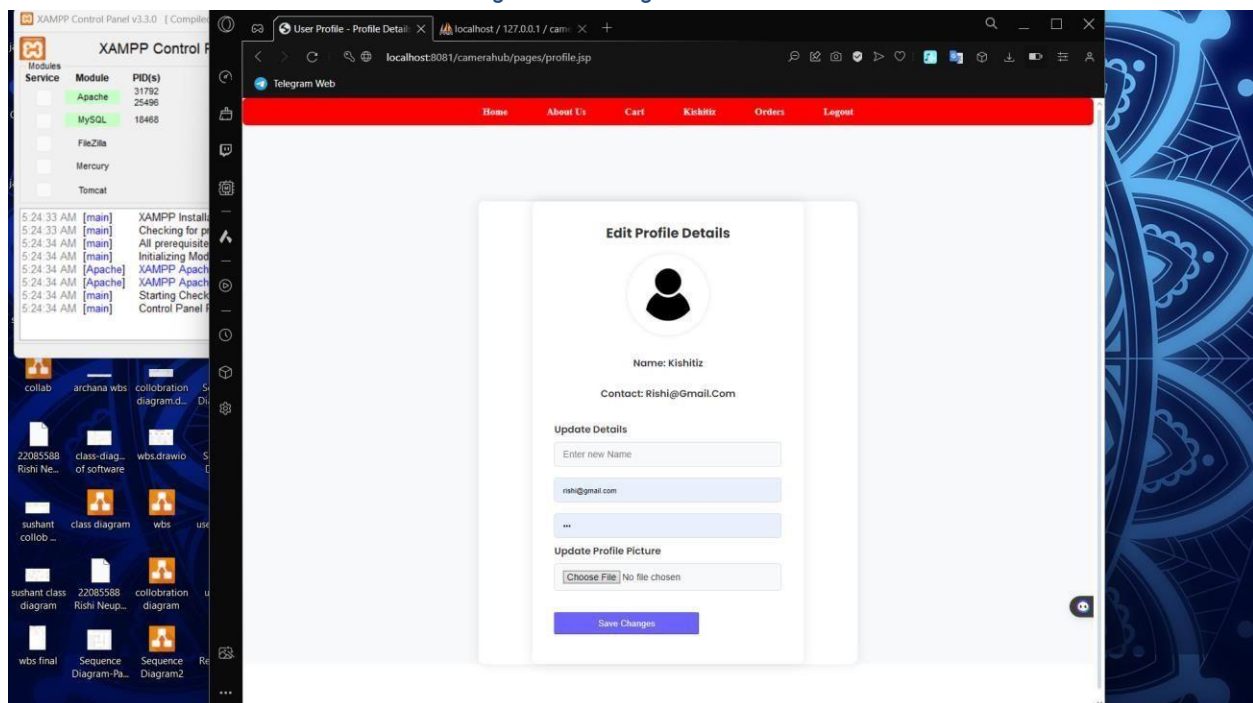 XAMPP Control Panel v3.3.0 [ Compiled
XAMPP Control
Modules
Service Module PID(s)
Apache 31792
25496
MySQL 18468
FileZilla
Mercury
Tomcat
5:24:33 AM [main] XAMPP Installa
5:24:33 AM [main] Checking for pr
5:24:34 AM [main] All prerequisite
5:24:34 AM [main] Initializing Mod
5:24:34 AM [Apache] XAMPP Apach
5:24:34 AM [Apache] XAMPP Apach
5:24:34 AM [main] Starting Check
5:24:34 AM [main] Control Panel
collab
archana wbs
collobration
diagram.d...
22085588
Rishi Ne...
class-diag...
of software
wbs.drawio
sushant
collob ...
class diagram
wbs
use
sushant class
diagram
22085588
Rishi Neup...
collobration
diagram
wbs final
Sequence
Diagram-Pa...
Sequence
Diagram2
Re
User Profile - Profile Details
localhost / 127.0.0.1 / came
localhost:8081/camerahub/pages/profile.jsp
Telegram Web
Home About Us Cart Kishitiz Orders Logout
Edit Profile Details
Name: Kishitiz
Contact: Rishi@Gmail.Com
Update Details
Enter new Name
rishi@gmail.com
•••
Update Profile Picture
Choose File No file chosen
Save Changes